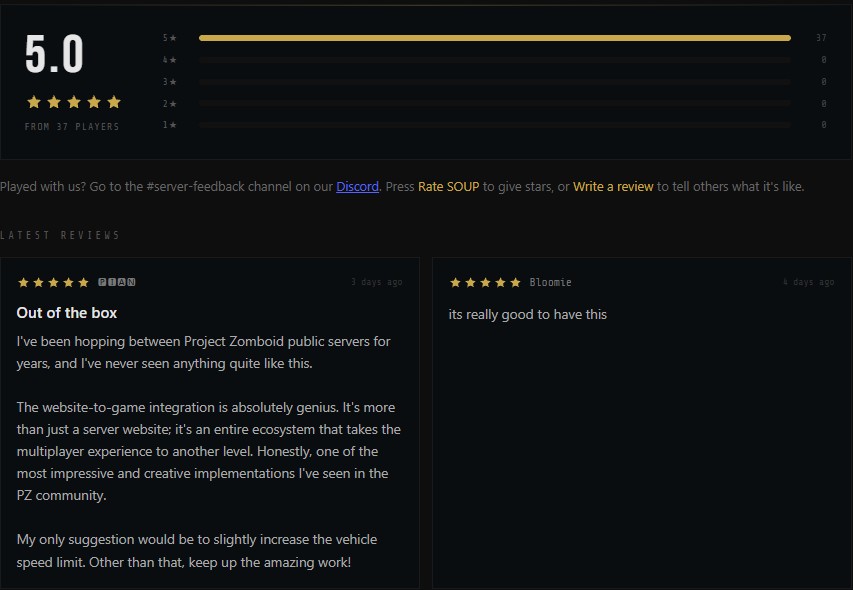 5.0
FROM 37 PLAYERS
5★ 37
4★ 0
3★ 0
2★ 0
1★ 0
Played with us? Go to the #server-feedback channel on our Discord. Press Rate SOUP to give stars, or Write a review to tell others what it's like.
LATEST REVIEWS
★★★★★ 🅿🅸🅰🅽 3 days ago
Out of the box
I've been hopping between Project Zomboid public servers for
years, and I've never seen anything quite like this.
The website-to-game integration is absolutely genius. It's more
than just a server website; it's an entire ecosystem that takes the
multiplayer experience to another level. Honestly, one of the
most impressive and creative implementations I've seen in the
PZ community.
My only suggestion would be to slightly increase the vehicle
speed limit. Other than that, keep up the amazing work!
★★★★★ Bloomie 4 days ago
its really good to have this